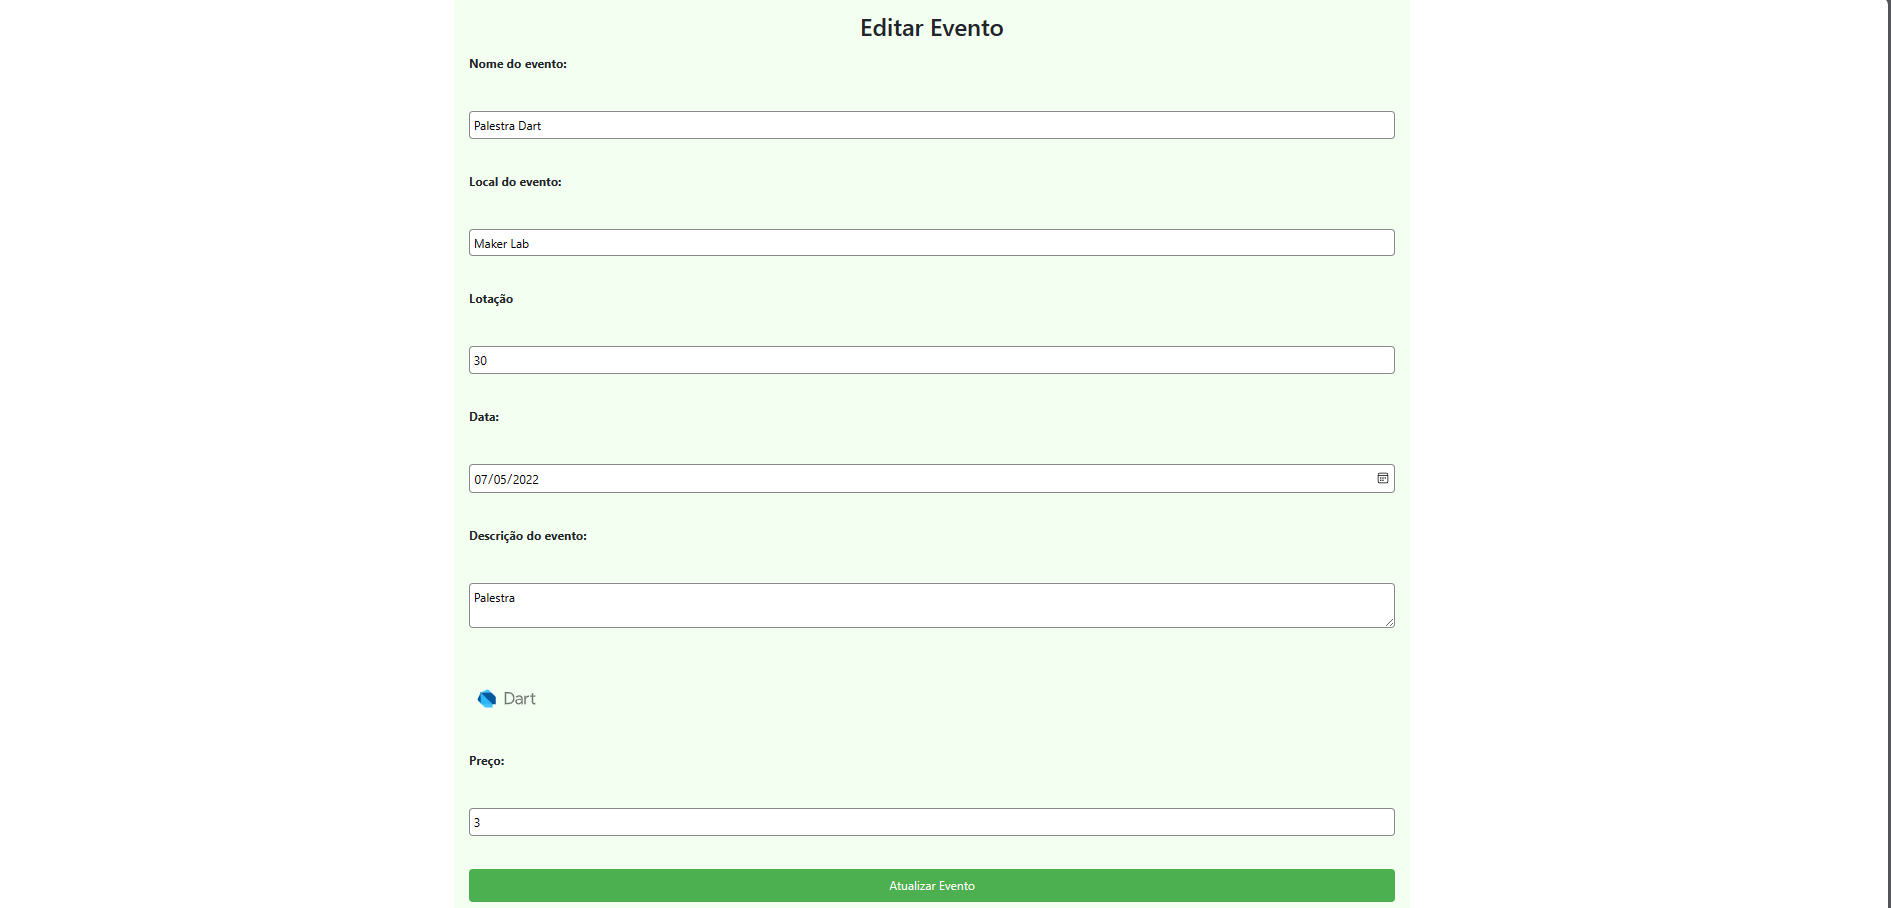 Editar Evento
Nome do evento:
Palestra Dart
Local do evento:
Maker Lab
Lotação
30
Data:
07/05/2022
Descrição do evento:
Palestra
Dart
Preço:
3
Atualizar Evento